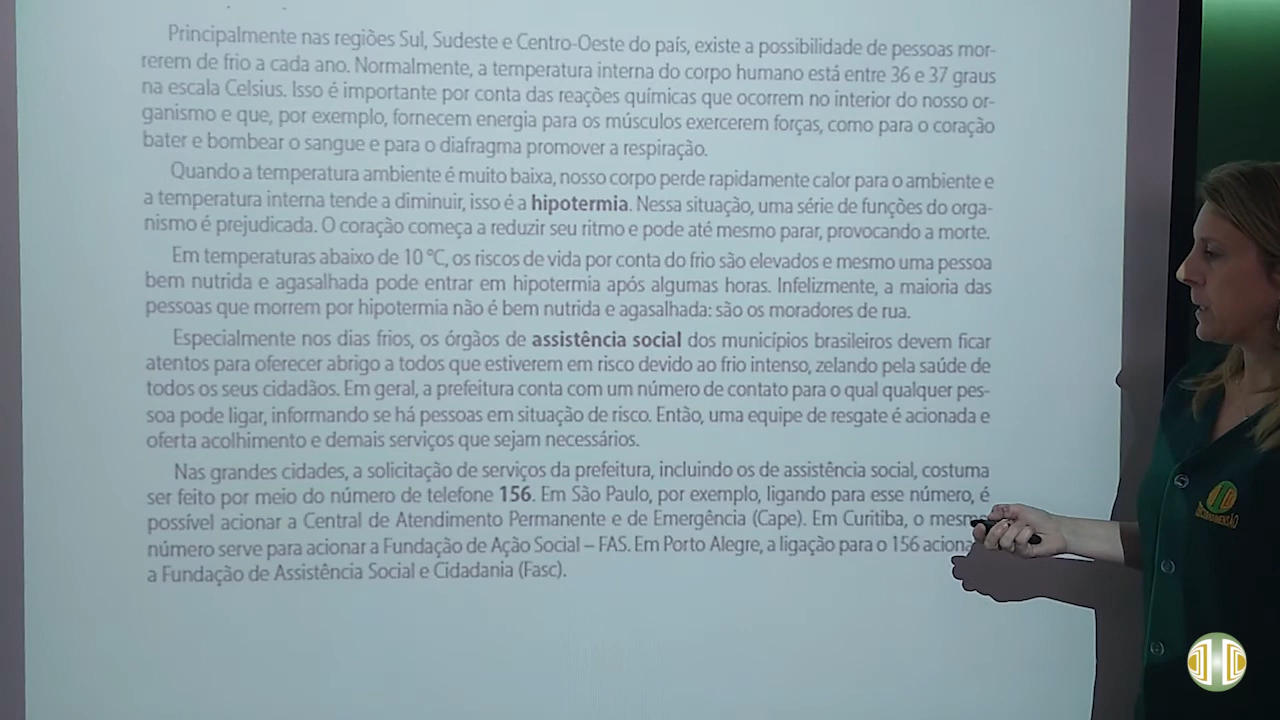 Principalmente nas regiões Sul, Sudeste e Centro-Oeste do país, existe a possibilidade de pessoas mor-
rerem de frio a cada ano. Normalmente, a temperatura interna do corpo humano está entre 36 e 37 graus
na escala Celsius. Isso é importante por conta das reações químicas que ocorrem no interior do nosso or-
ganismo e que, por exemplo, fornecem energia para os músculos exercerem forças, como para o coração
bater e bombear o sangue e para o diafragma promover a respiração.
Quando a temperatura ambiente é muito baixa, nosso corpo perde rapidamente calor para o ambiente e
a temperatura interna tende a diminuir, isso é a hipotermia. Nessa situação, uma série de funções do orga-
nismo é prejudicada. O coração começa a reduzir seu ritmo e pode até mesmo parar, provocando a morte.
Em temperaturas abaixo de 10 °C, os riscos de vida por conta do frio são elevados e mesmo uma pessoa
bem nutrida e agasalhada pode entrar em hipotermia após algumas horas. Infelizmente, a maioria das
pessoas que morrem por hipotermia não é bem nutrida e agasalhada: são os moradores de rua.
Especialmente nos dias frios, os órgãos de assistência social dos municípios brasileiros devem ficar
atentos para oferecer abrigo a todos que estiverem em risco devido ao frio intenso, zelando pela saúde de
todos os seus cidadãos. Em geral, a prefeitura conta com um número de contato para o qual qualquer pes-
soa pode ligar, informando se há pessoas em situação de risco. Então, uma equipe de resgate é acionada e
oferta acolhimento e demais serviços que sejam necessários.
Nas grandes cidades, a solicitação de serviços da prefeitura, incluindo os de assistência social, costuma
ser feito por meio do número de telefone 156. Em São Paulo, por exemplo, ligando para esse número, é
possível acionar a Central de Atendimento Permanente e de Emergência (Cape). Em Curitiba, o mesm
número serve para acionar a Fundação de Ação Social – FAS. Em Porto Alegre, a ligação para o 156 aciona
a Fundação de Assistência Social e Cidadania (Fasc).